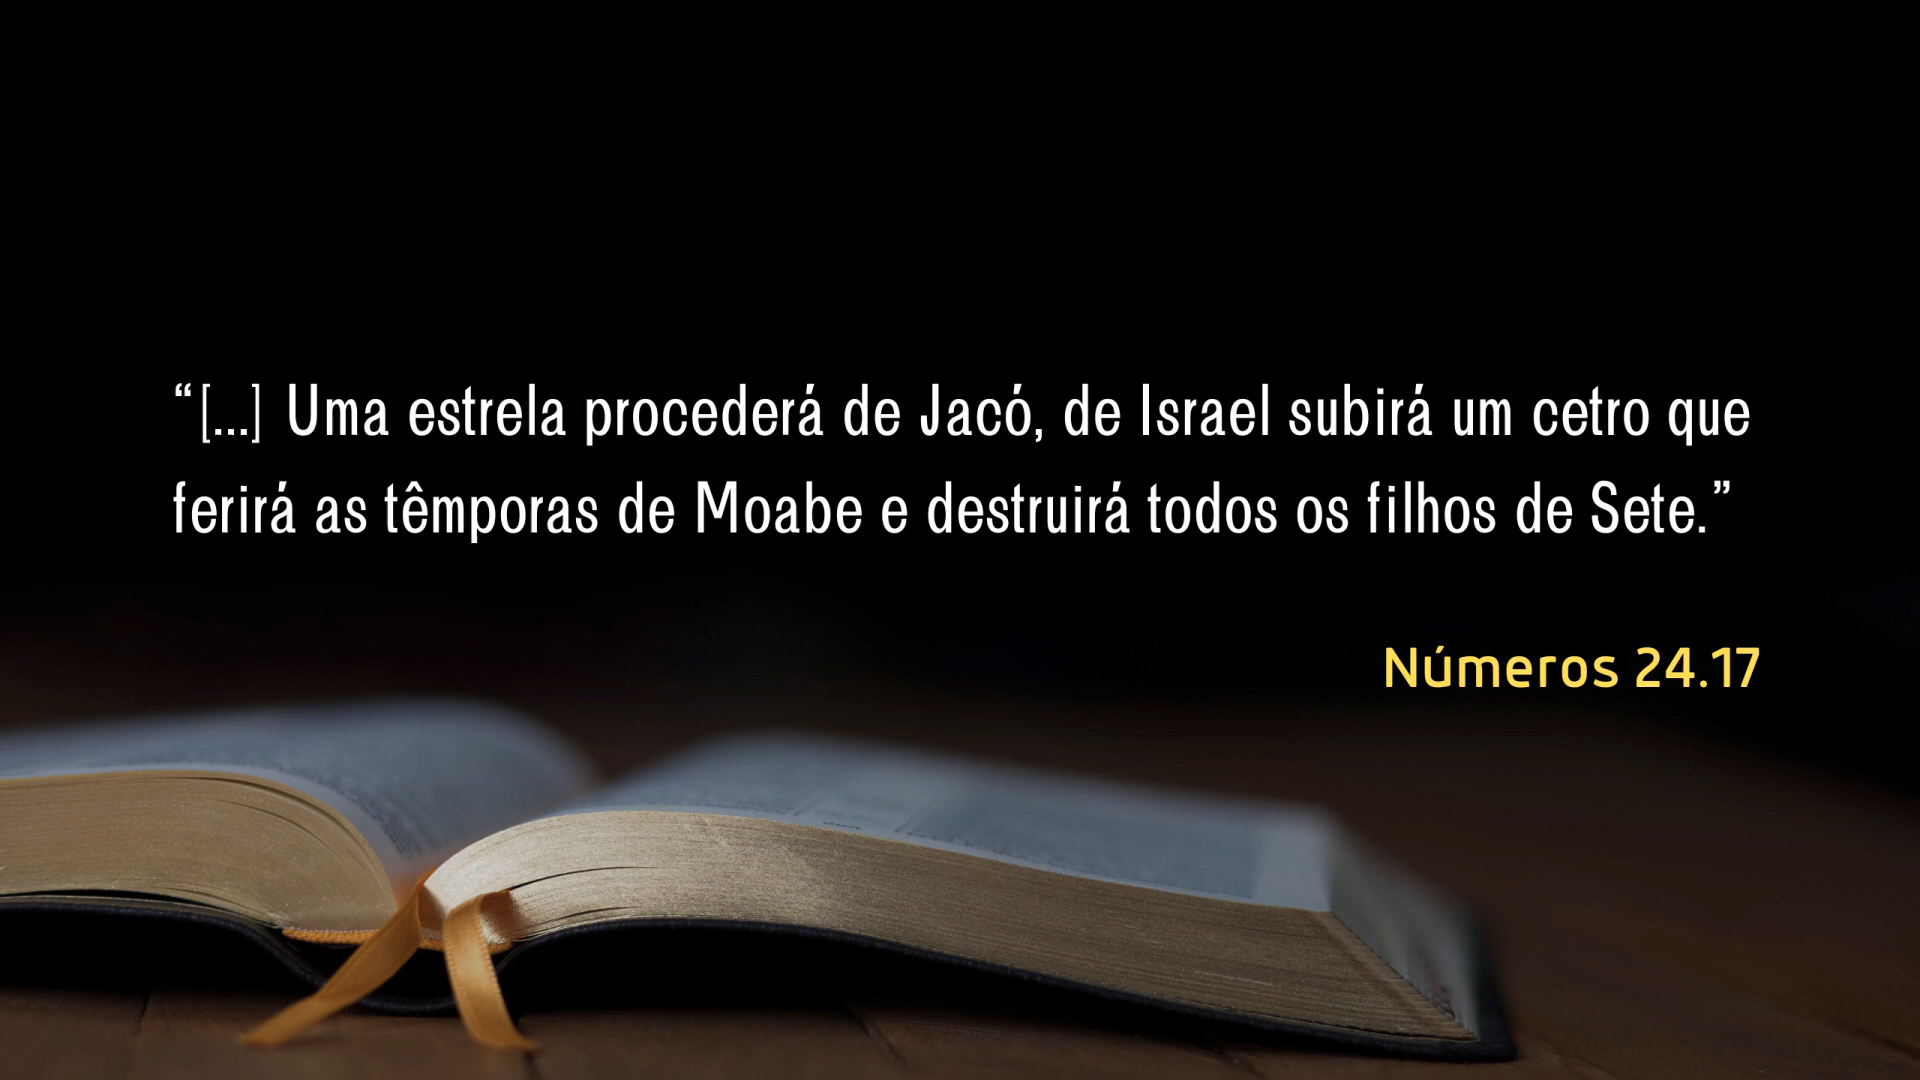 “[...] Uma estrela procederá de Jacó, de Israel subirá um cetro que
ferirá as têmporas de Moabe e destruirá todos os filhos de Sete.”
Números 24.17